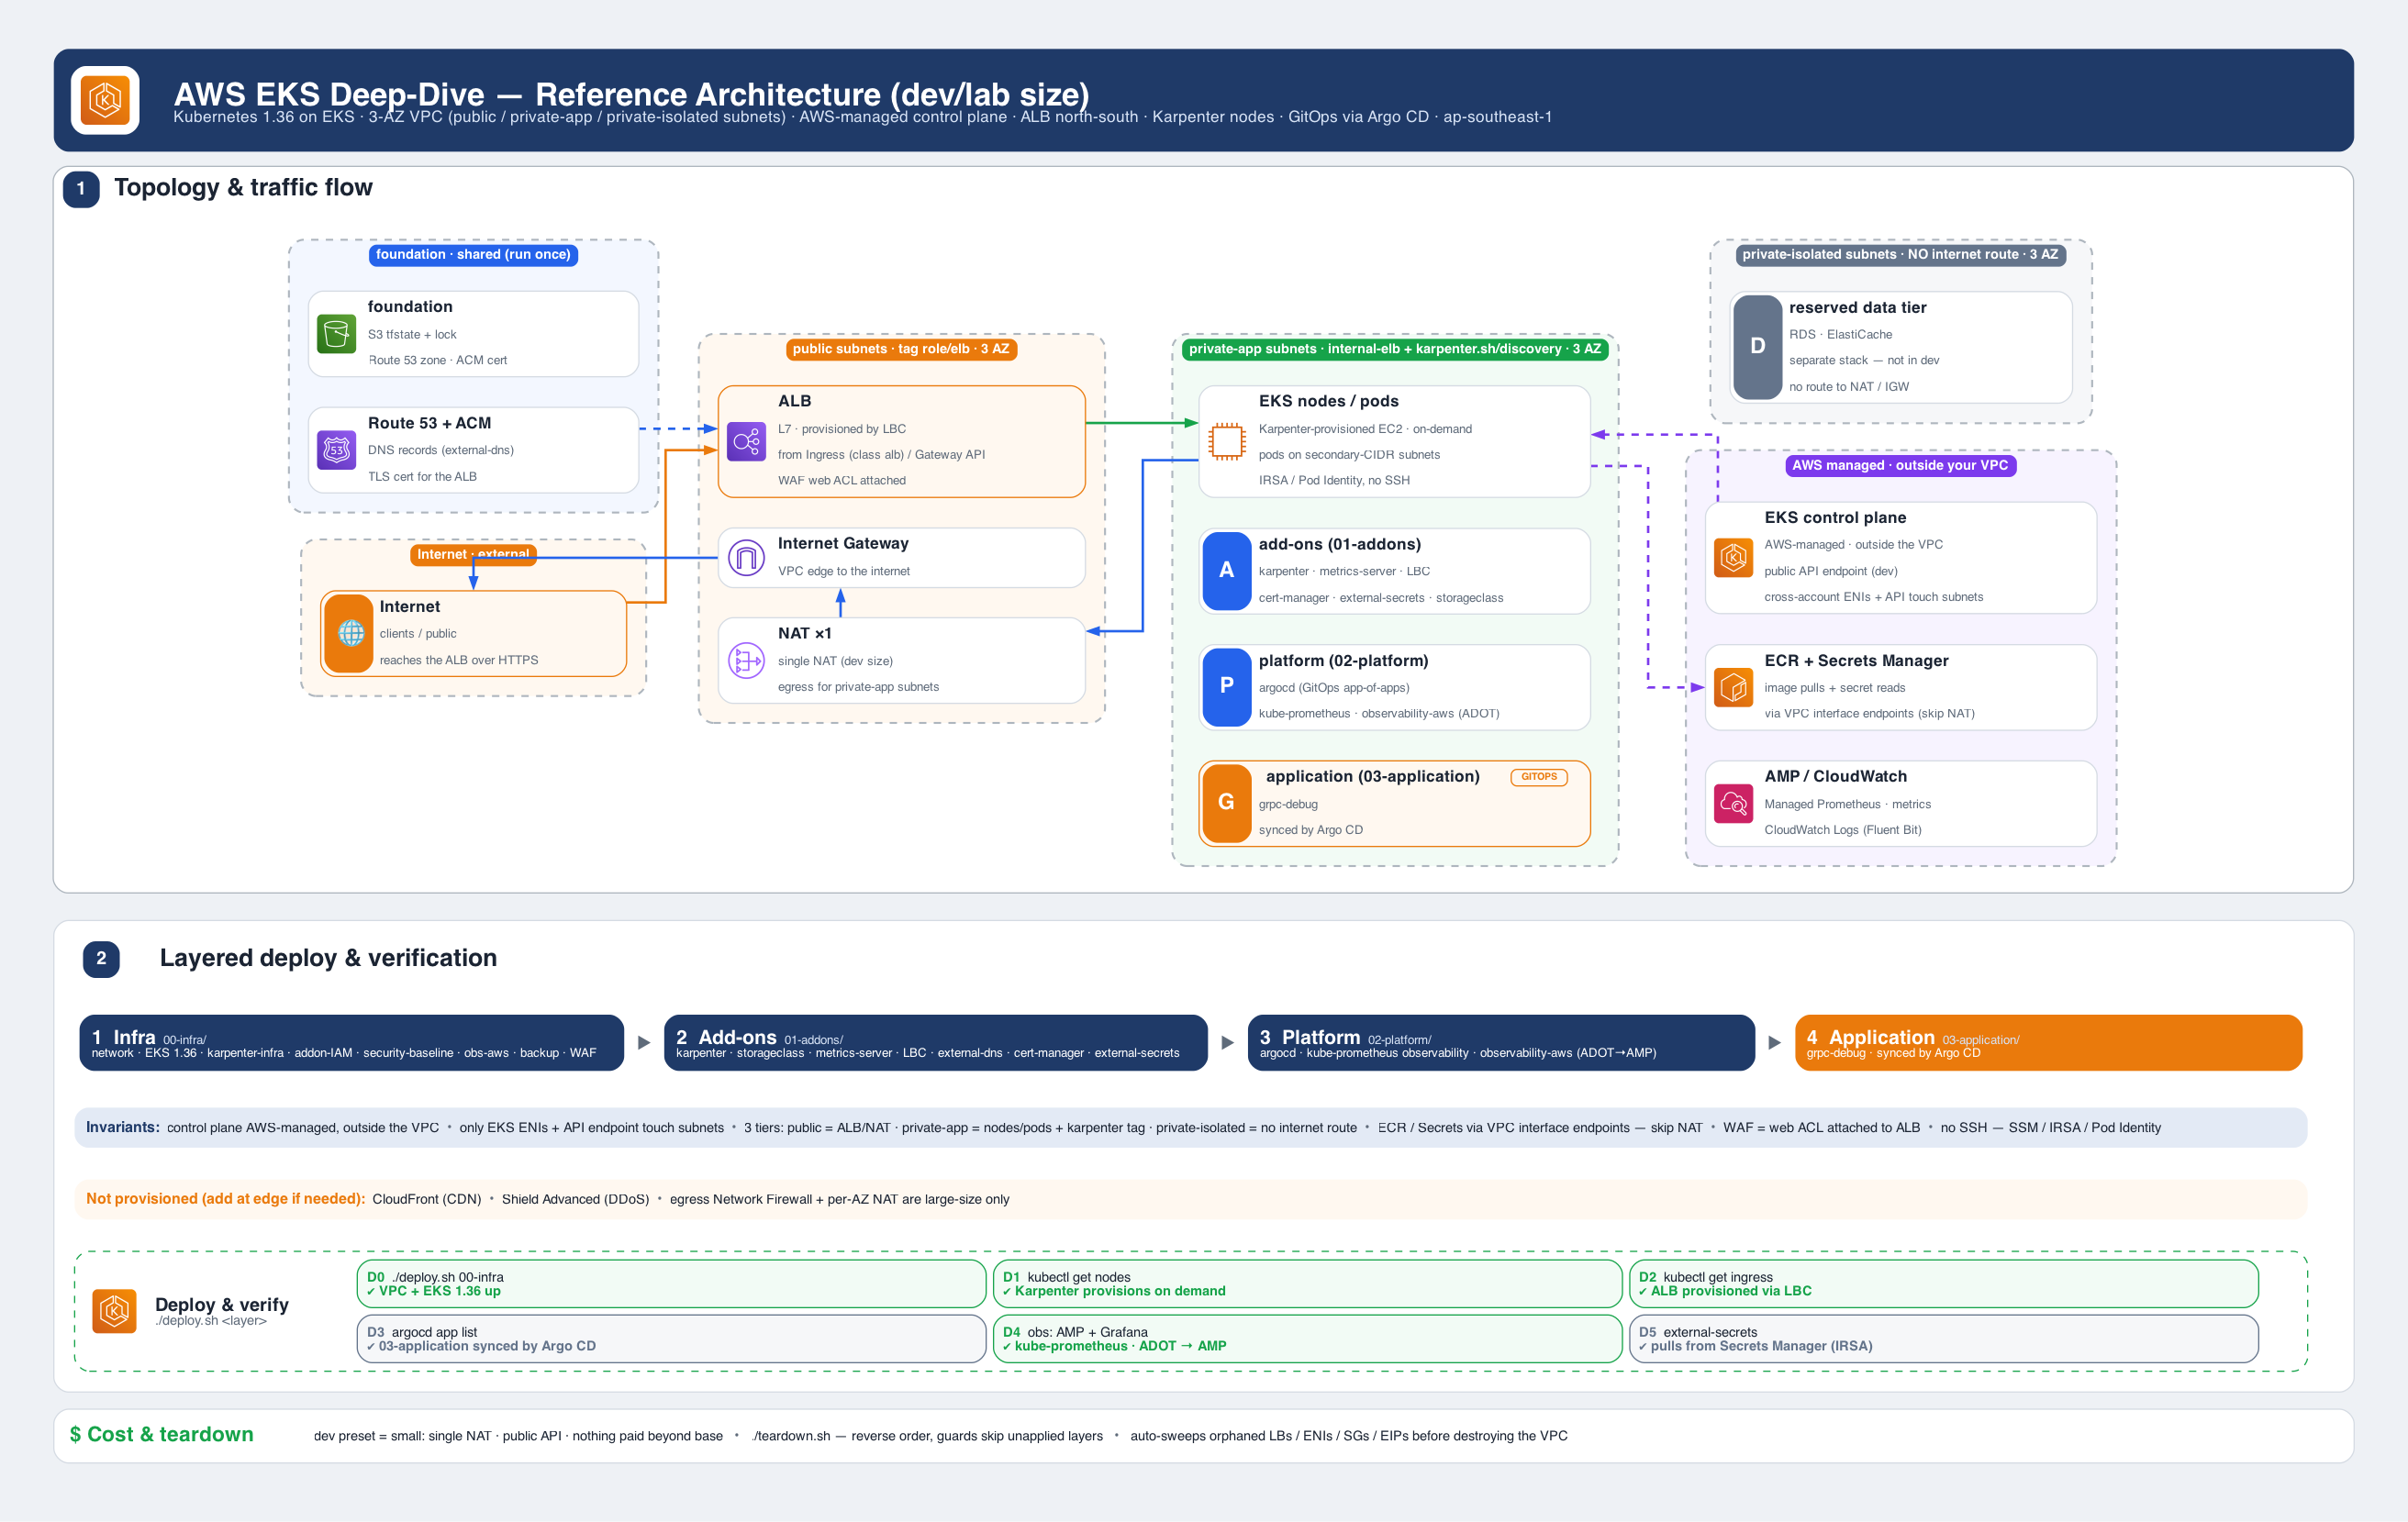 AWS EKS Deep-Dive — Reference Architecture (dev/lab size)
Kubernetes 1.36 on EKS · 3-AZ VPC (public / private-app / private-isolated subnets) · AWS-managed control plane · ALB north-south · Karpenter nodes · GitOps via Argo CD · ap-southeast-1
1 Topology & traffic flow
foundation · shared (run once)
foundation
S3 tfstate + lock
Route 53 zone · ACM cert
Route 53 + ACM
DNS records (external-dns)
TLS cert for the ALB
Internet · external
Internet
clients / public
reaches the ALB over HTTPS
public subnets · tag role/elb · 3 AZ
ALB
L7 · provisioned by LBC
from Ingress (class alb) / Gateway API
WAF web ACL attached
Internet Gateway
VPC edge to the internet
NAT ×1
single NAT (dev size)
egress for private-app subnets
private-app subnets · internal-elb + karpenter.sh/discovery · 3 AZ
EKS nodes / pods
Karpenter-provisioned EC2 · on-demand
pods on secondary-CIDR subnets
IRSA / Pod Identity, no SSH
A
add-ons (01-addons)
karpenter · metrics-server · LBC
cert-manager · external-secrets · storageclass
P
platform (02-platform)
argocd (GitOps app-of-apps)
kube-prometheus · observability-aws (ADOT)
G
application (03-application)
GITOPS
grpc-debug
synced by Argo CD
private-isolated subnets · NO internet route · 3 AZ
D
reserved data tier
RDS · ElastiCache
separate stack — not in dev
no route to NAT / IGW
AWS managed · outside your VPC
EKS control plane
AWS-managed · outside the VPC
public API endpoint (dev)
cross-account ENIs + API touch subnets
ECR + Secrets Manager
image pulls + secret reads
via VPC interface endpoints (skip NAT)
AMP / CloudWatch
Managed Prometheus · metrics
CloudWatch Logs (Fluent Bit)
2 Layered deploy & verification
1 Infra 00-infra/
network · EKS 1.36 · karpenter-infra · addon-IAM · security-baseline · obs-aws · backup · WAF
2 Add-ons 01-addons/
karpenter · storageclass · metrics-server · LBC · external-dns · cert-manager · external-secrets
3 Platform 02-platform/
argocd · kube-prometheus observability · observability-aws (ADOT→AMP)
4 Application 03-application/
grpc-debug · synced by Argo CD
Invariants: control plane AWS-managed, outside the VPC • only EKS ENIs + API endpoint touch subnets • 3 tiers: public = ALB/NAT · private-app = nodes/pods + karpenter tag · private-isolated = no internet route • ECR / Secrets via VPC interface endpoints — skip NAT • WAF = web ACL attached to ALB • no SSH — SSM / IRSA / Pod Identity
Not provisioned (add at edge if needed): CloudFront (CDN) • Shield Advanced (DDoS) • egress Network Firewall + per-AZ NAT are large-size only
Deploy & verify
./deploy.sh <layer>
D0 ./deploy.sh 00-infra
✔ VPC + EKS 1.36 up
D1 kubectl get nodes
✔ Karpenter provisions on demand
D2 kubectl get ingress
✔ ALB provisioned via LBC
D3 argocd app list
✔ 03-application synced by Argo CD
D4 obs: AMP + Grafana
✔ kube-prometheus · ADOT → AMP
D5 external-secrets
✔ pulls from Secrets Manager (IRSA)
$ Cost & teardown
dev preset = small: single NAT · public API · nothing paid beyond base • ./teardown.sh — reverse order, guards skip unapplied layers • auto-sweeps orphaned LBs / ENIs / SGs / EIPs before destroying the VPC